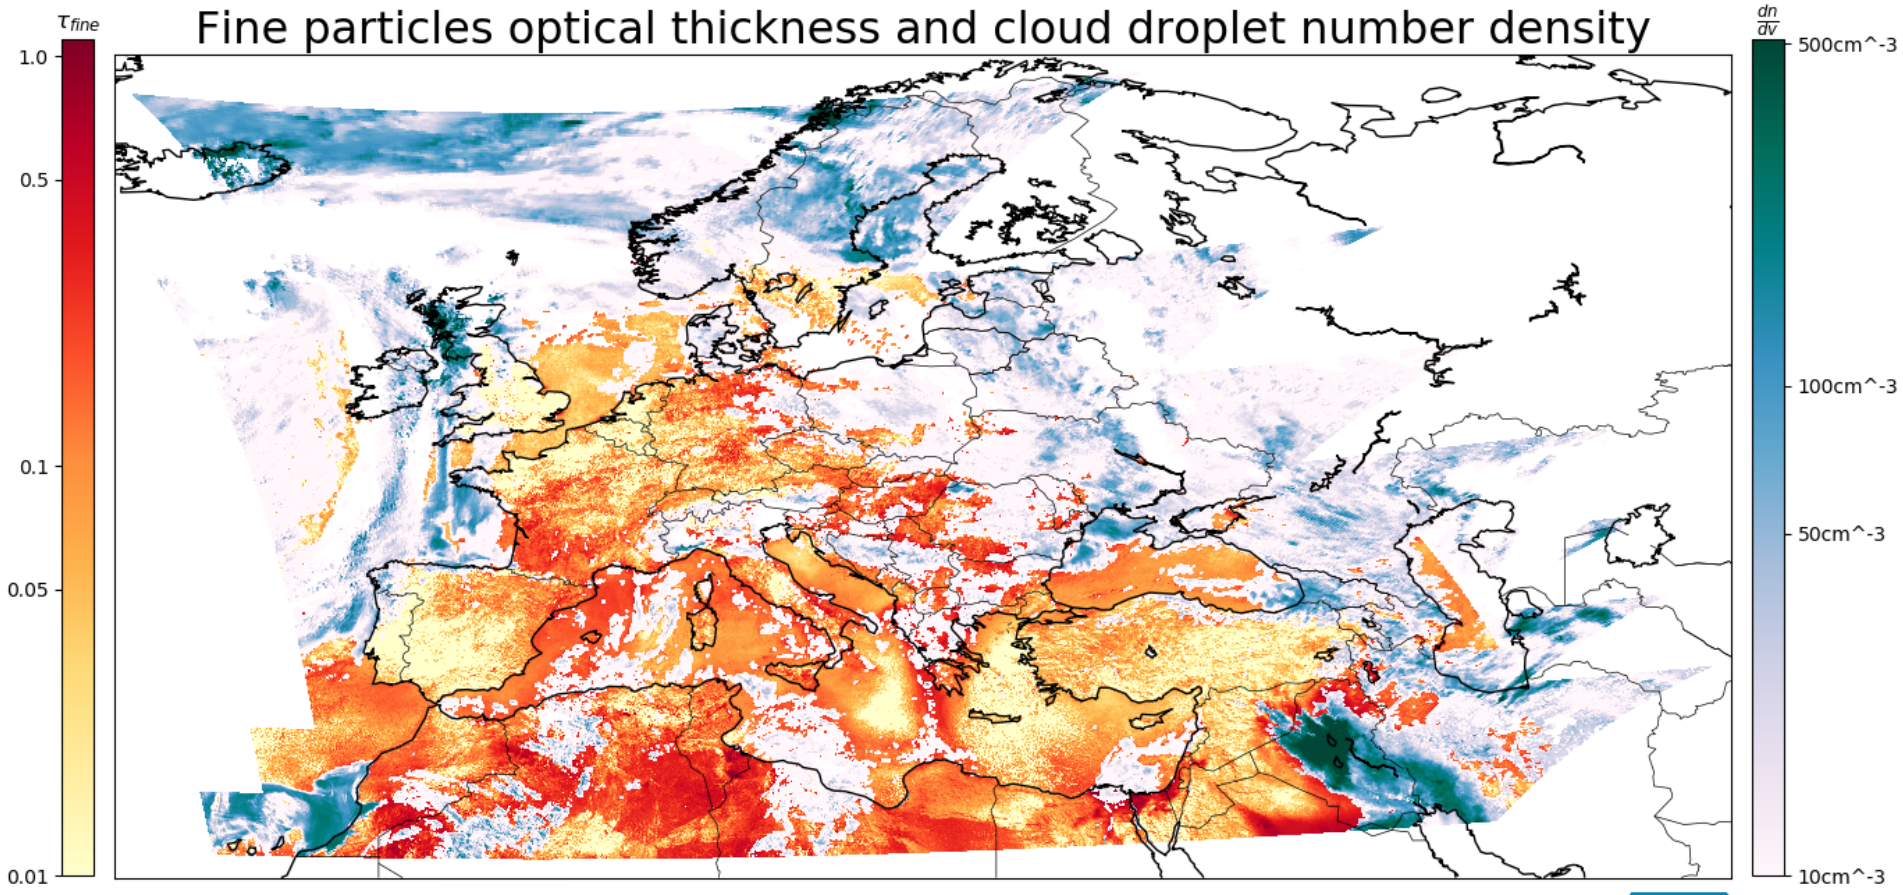 Fine particles optical thickness and cloud droplet number density
τfine
1.0
0.5
0.1
0.05
0.01
dn
dv
500cm^-3
100cm^-3
50cm^-3
10cm^-3